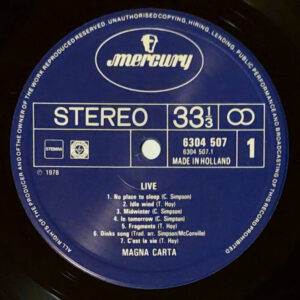 ALL RIGHTS OF THE PRODUCER AND OF THE OWNER OF THE WORK REPRODUCED RESERVED. UNAUTHORISED COPYING, HIRING, LENDING, PUBLIC PERFORMANCE AND BROADCASTING OF THIS RECORD PROHIBITED
mercury
STEREO 33 1/3
STEMRA
6304 507
6304 507.1
MADE IN HOLLAND
1
℗ 1978
LIVE
1. No place to sleep (C. Simpson)
2. Idle wind (T. Hoy)
3. Midwinter (C. Simpson)
4. In tomorrow (C. Simpson)
5. Fragments (T. Hoy)
6. Dinks song (Trad. arr. Simpson/McConville)
7. C'est la vie (T. Hoy)
MAGNA CARTA